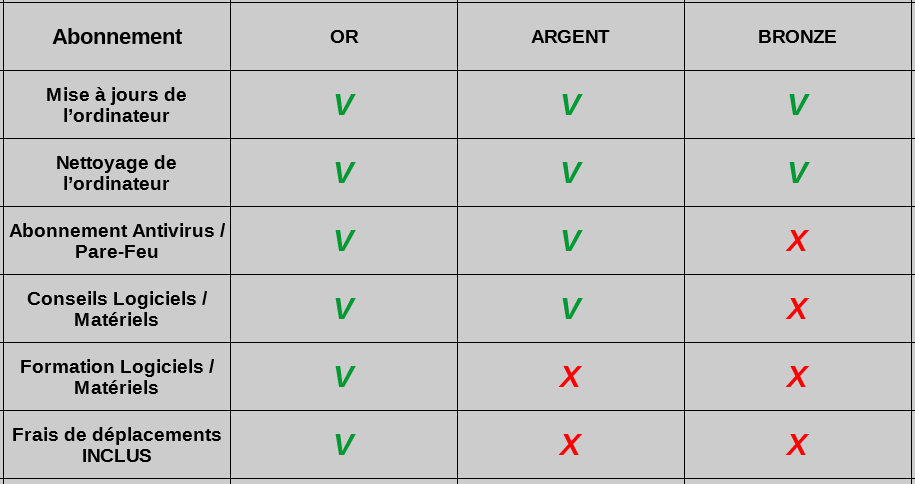 Abonnement OR ARGENT BRONZE
Mise à jours de
l’ordinateur V V V
Nettoyage de
l’ordinateur V V V
Abonnement Antivirus /
Pare-Feu V V X
Conseils Logiciels /
Matériels V V X
Formation Logiciels /
Matériels V X X
Frais de déplacements
INCLUS V X X